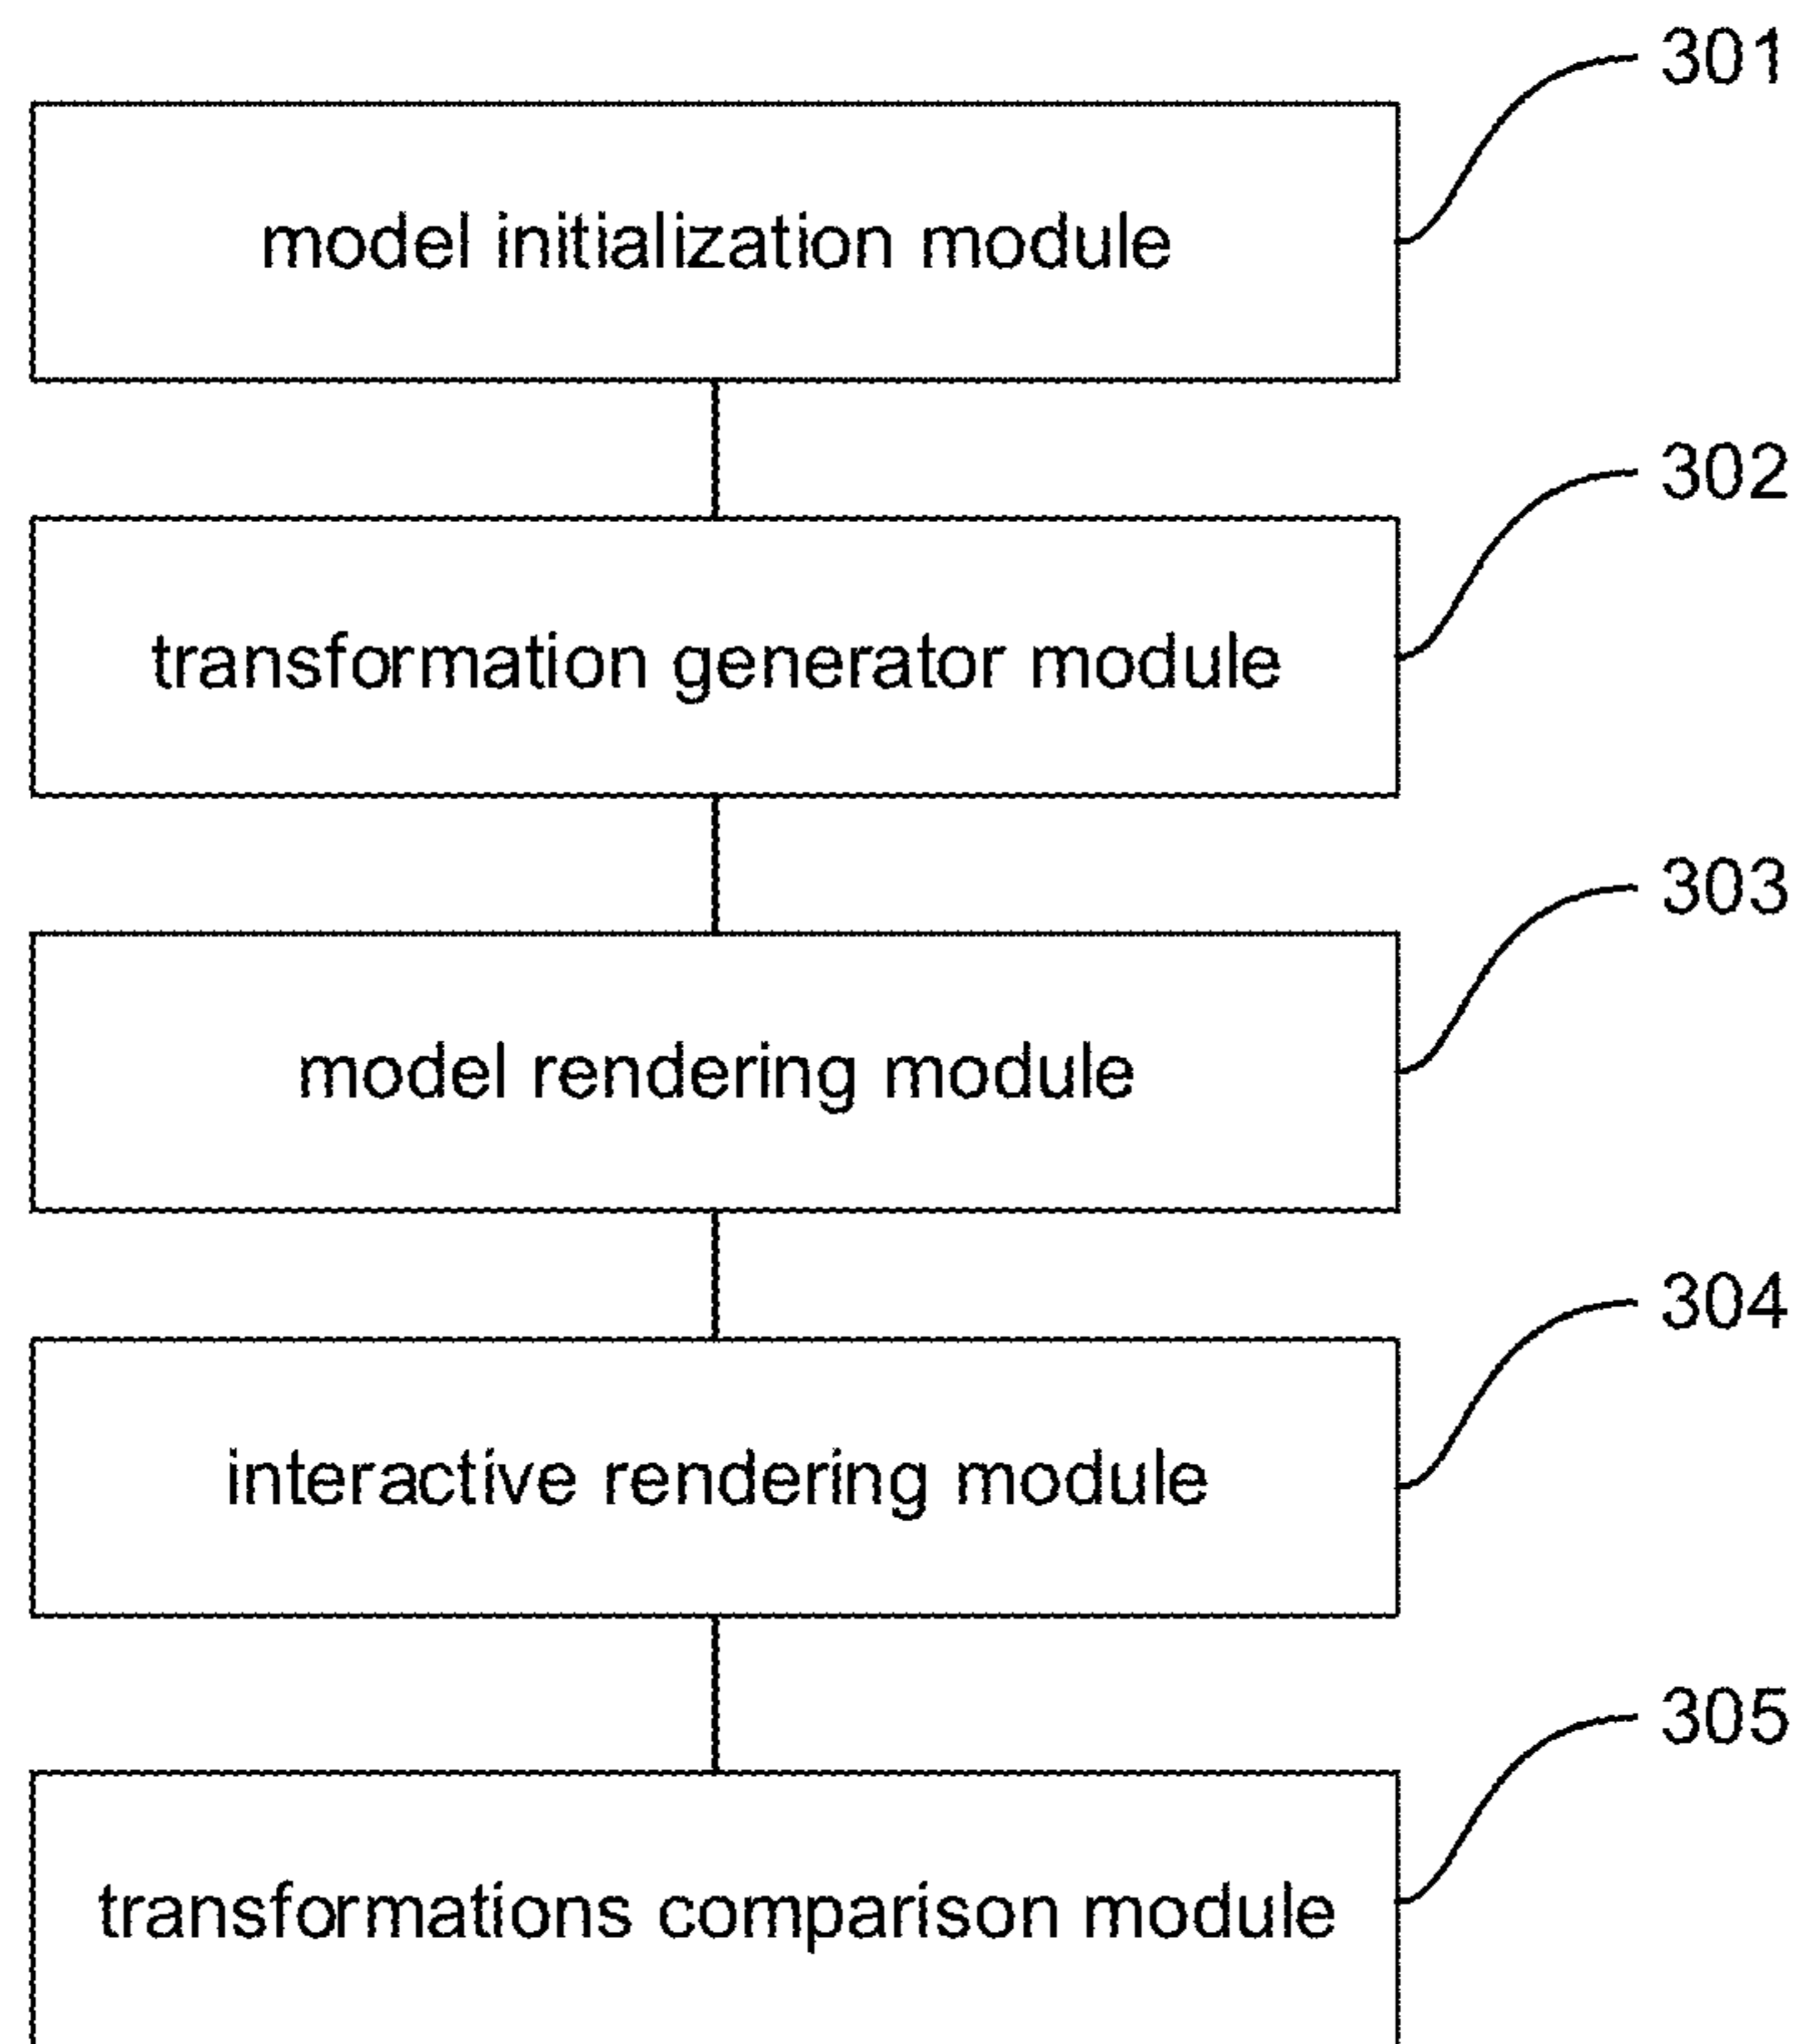 301
model initialization module
302
transformation generator module
303
model rendering module
304
interactive rendering module
305
transformations comparison module